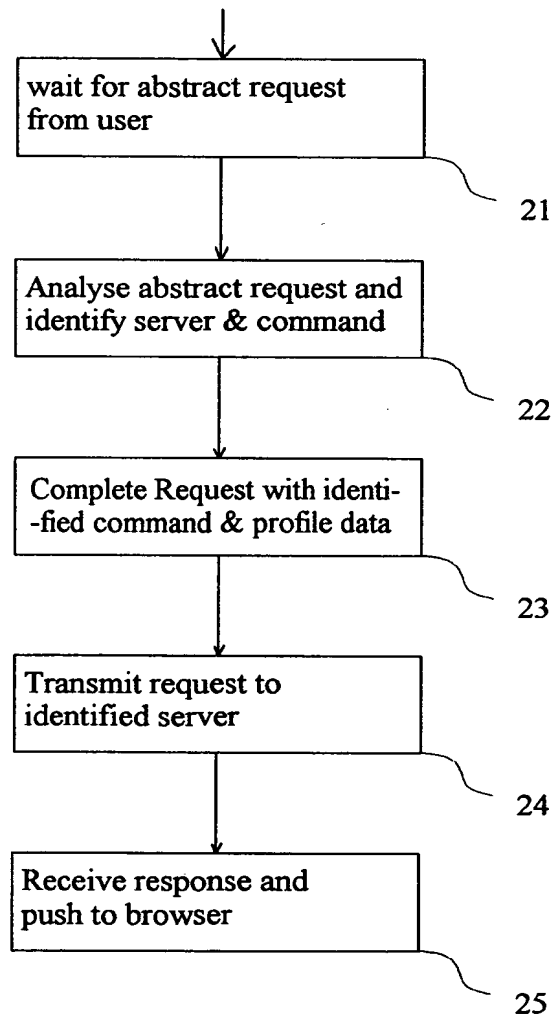 wait for abstract request
from user
21
Analyse abstract request and
identify server & command
22
Complete Request with identi-
-fied command & profile data
23
Transmit request to
identified server
24
Receive response and
push to browser
25